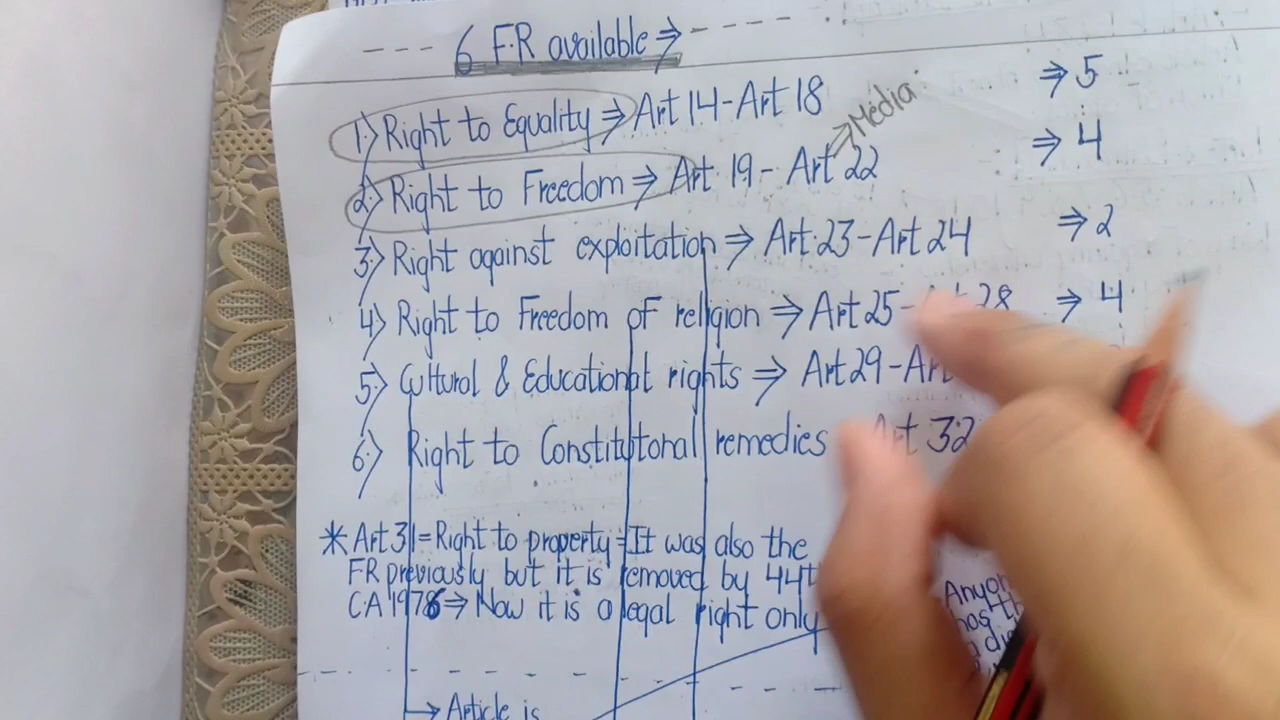 --- 6 F.R available ⇒ ----
1) Right to Equality ⇒ Art 14-Art 18 ⇒ 5
→ Media
2) Right to Freedom ⇒ Art 19- Art 22 ⇒ 4
3) Right against exploitation ⇒ Art.23-Art 24 ⇒ 2
4) Right to Freedom of religion ⇒ Art 25-Art 28 ⇒ 4
5) Cultural & Educational rights ⇒ Art 29-Art
6) Right to Constitutonal remedies Art 32
* Art 31 = Right to property = It was also the
FR previously but it is removed by 44th
CA 1978 ⇒ Now it is a legal right only
Anyon
→ Article is